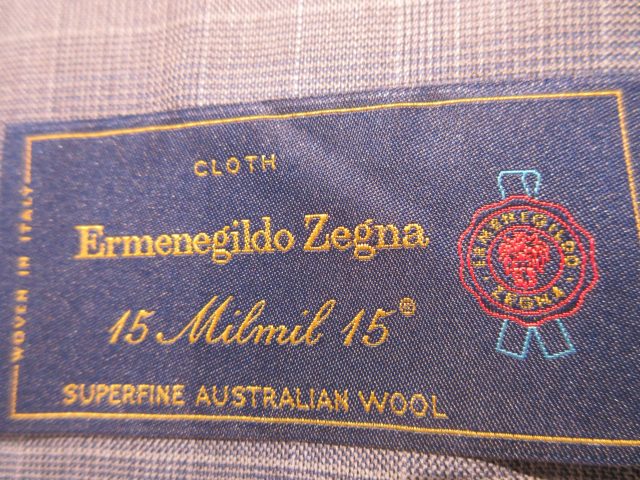 CLOTH
Ermenegildo Zegna
15 Milmil 15®
SUPERFINE AUSTRALIAN WOOL
WOVEN IN ITALY
ERMENEGILDO
ZEGNA